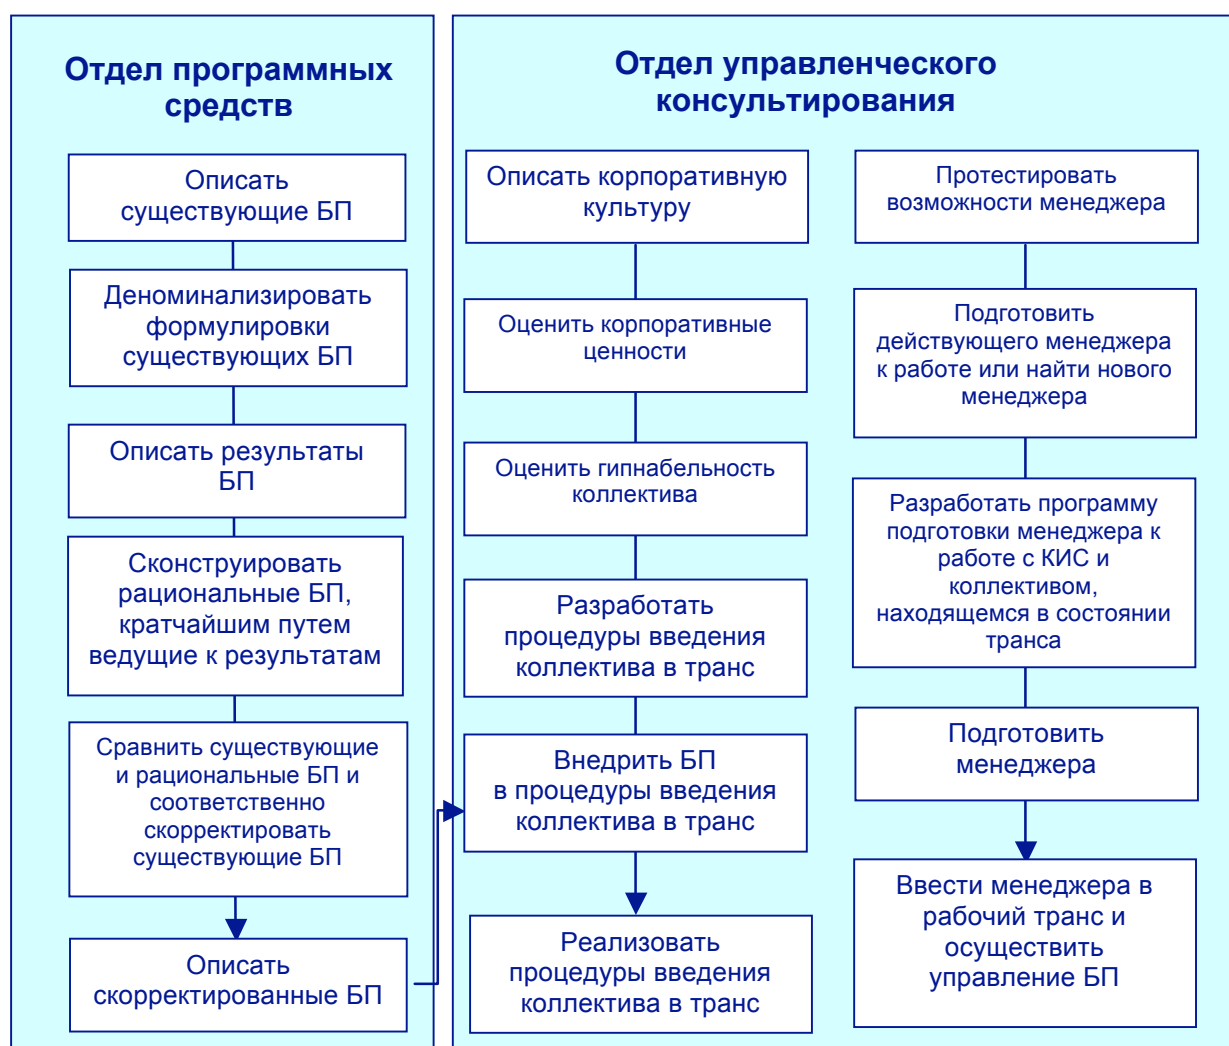 Отдел программных
средств
Описать
существующие БП
Деноминализировать
формулировки
существующих БП
Описать результаты
БП
Сконструировать
рациональные БП,
кратчайшим путем
ведущие к результатам
Сравнить существующие
и рациональные БП и
соответственно
скорректировать
существующие БП
Описать
скорректированные БП
Отдел управленческого
консультирования
Описать корпоративную
культуру
Оценить корпоративные
ценности
Оценить гипнабельность
коллектива
Разработать
процедуры введения
коллектива в транс
Внедрить БП
в процедуры введения
коллектива в транс
Реализовать
процедуры введения
коллектива в транс
Протестировать
возможности менеджера
Подготовить
действующего менеджера
к работе или найти нового
менеджера
Разработать программу
подготовки менеджера к
работе с КИС и
коллективом,
находящемся в состоянии
транса
Подготовить
менеджера
Ввести менеджера в
рабочий транс и
осуществить
управление БП